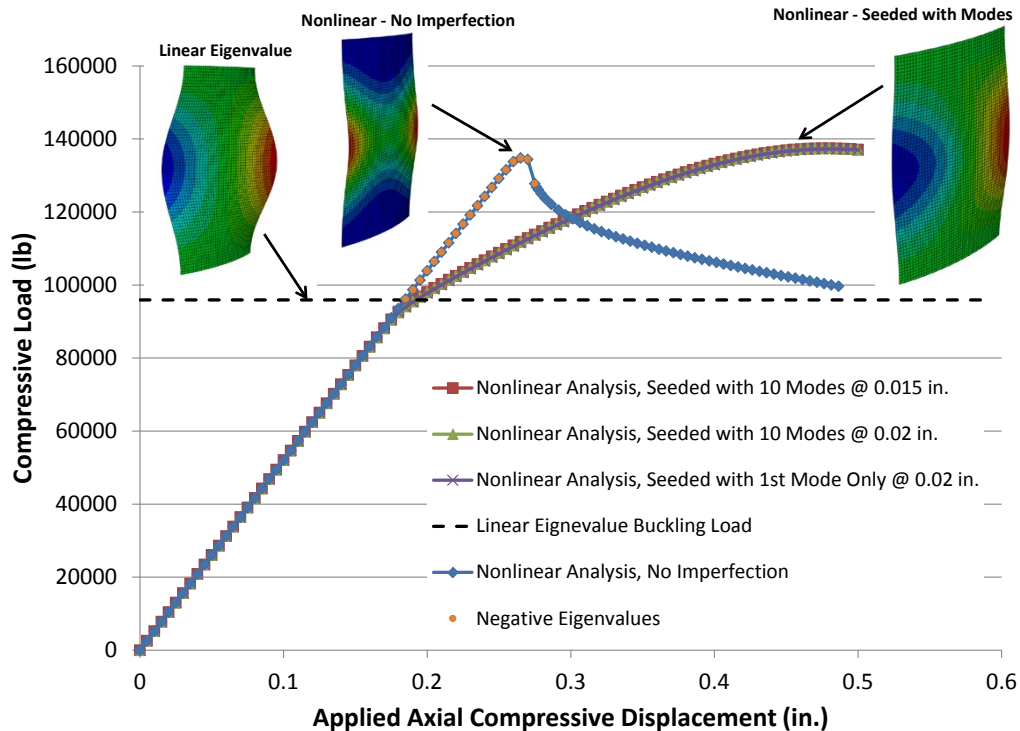 Nonlinear - No Imperfection
Nonlinear - Seeded with Modes
Linear Eigenvalue
160000
140000
120000
100000
80000
60000
40000
20000
0
Compressive Load (lb)
Nonlinear Analysis, Seeded with 10 Modes @ 0.015 in.
Nonlinear Analysis, Seeded with 10 Modes @ 0.02 in.
Nonlinear Analysis, Seeded with 1st Mode Only @ 0.02 in.
Linear Eignevalue Buckling Load
Nonlinear Analysis, No Imperfection
Negative Eigenvalues
0 0.1 0.2 0.3 0.4 0.5 0.6
Applied Axial Compressive Displacement (in.)